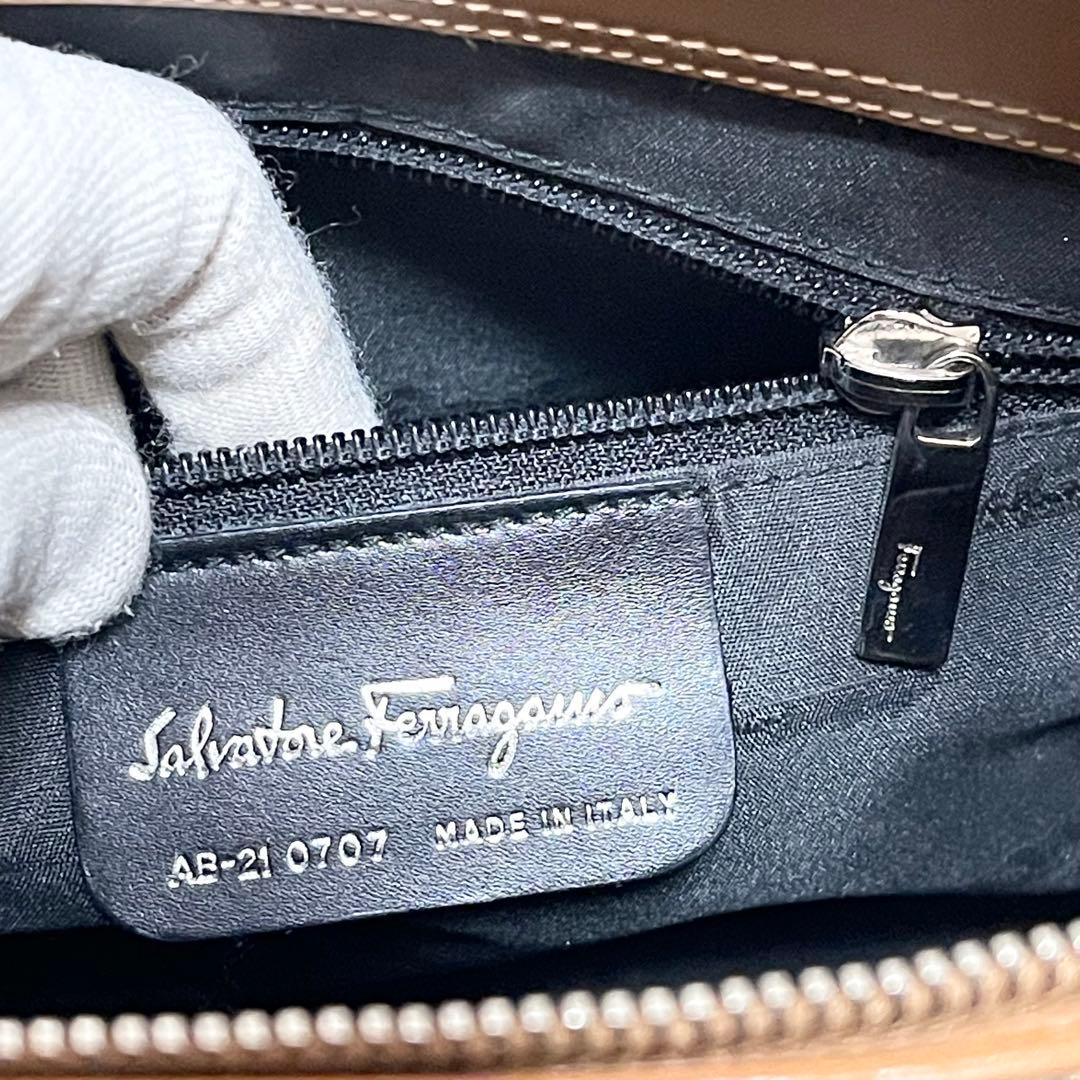 Salvatore Ferragamo
AB-21 0707 MADE IN ITALY
Ferragamo